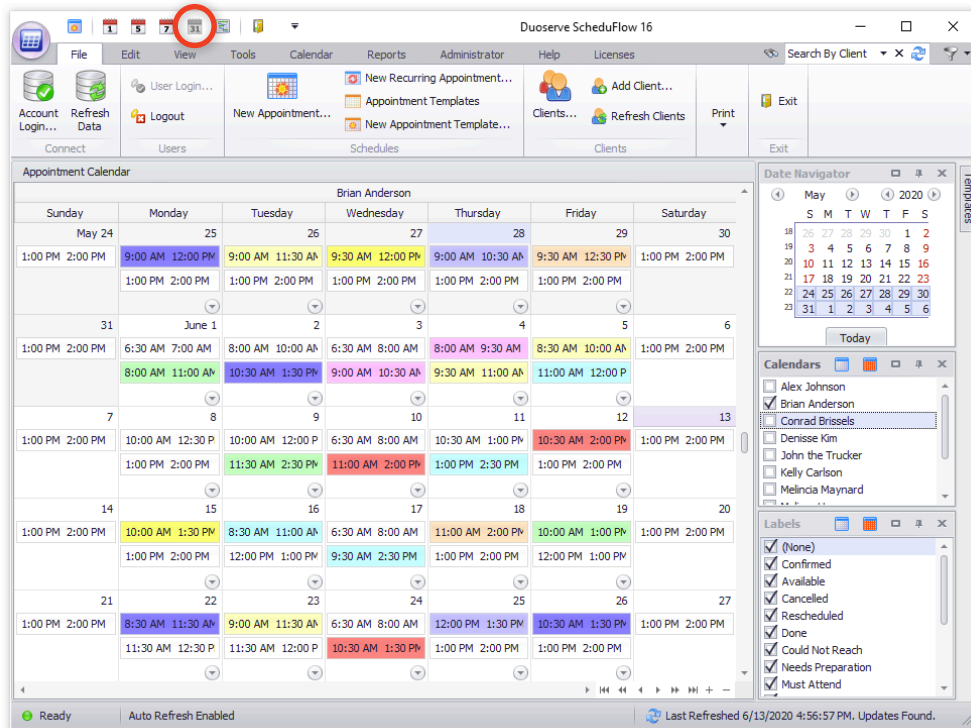 1 5 7 31 Duoserve ScheduFlow 16
File Edit View Tools Calendar Reports Administrator Help Licenses Search By Client
Account Login...
Refresh Data
Connect
User Login...
Logout
Users
New Appointment...
New Recurring Appointment...
Appointment Templates
New Appointment Template...
Schedules
Clients...
Add Client...
Refresh Clients
Clients
Print
Exit
Exit
Appointment Calendar
Brian Anderson
Sunday Monday Tuesday Wednesday Thursday Friday Saturday
May 24 25 26 27 28 29 30
1:00 PM 2:00 PM 9:00 AM 12:00 PM 9:00 AM 11:30 AM 9:30 AM 12:00 PM 9:00 AM 10:30 AM 9:30 AM 12:30 PM 1:00 PM 2:00 PM
1:00 PM 2:00 PM 1:00 PM 2:00 PM 1:00 PM 2:00 PM 1:00 PM 2:00 PM 1:00 PM 2:00 PM
31 June 1 2 3 4 5 6
1:00 PM 2:00 PM 6:30 AM 7:00 AM 8:00 AM 10:00 AM 6:30 AM 8:00 AM 8:00 AM 9:30 AM 8:30 AM 10:00 AM 1:00 PM 2:00 PM
8:00 AM 11:00 AM 10:30 AM 1:30 PM 9:00 AM 10:30 AM 9:30 AM 11:00 AM 11:00 AM 12:00 P
7 8 9 10 11 12 13
1:00 PM 2:00 PM 10:00 AM 12:30 P 10:00 AM 12:00 P 6:30 AM 8:00 AM 10:30 AM 1:00 PM 10:30 AM 2:00 PM 1:00 PM 2:00 PM
1:00 PM 2:00 PM 11:30 AM 2:30 PM 11:00 AM 2:00 PM 1:00 PM 2:30 PM 1:00 PM 2:00 PM
14 15 16 17 18 19 20
1:00 PM 2:00 PM 10:00 AM 1:30 PM 8:30 AM 11:00 AM 6:30 AM 8:00 AM 11:00 AM 2:00 PM 10:00 AM 1:00 PM 1:00 PM 2:00 PM
1:00 PM 2:00 PM 12:00 PM 1:00 PM 9:30 AM 2:30 PM 1:00 PM 2:00 PM 12:00 PM 1:00 PM
21 22 23 24 25 26 27
1:00 PM 2:00 PM 8:30 AM 11:30 AM 9:00 AM 11:30 AM 6:30 AM 8:00 AM 12:00 PM 1:30 PM 10:30 AM 1:30 PM 1:00 PM 2:00 PM
11:30 AM 12:30 P 11:30 AM 12:00 P 10:30 AM 1:30 PM 1:00 PM 2:00 PM 1:00 PM 2:00 PM
Date Navigator
May 2020
S M T W T F S
18 26 27 28 29 30 1 2
19 3 4 5 6 7 8 9
20 10 11 12 13 14 15 16
21 17 18 19 20 21 22 23
22 24 25 26 27 28 29 30
23 31 1 2 3 4 5 6
Today
Templates
Calendars
Alex Johnson
Brian Anderson
Conrad Brissels
Denisse Kim
John the Trucker
Kelly Carlson
Melincia Maynard
Labels
(None)
Confirmed
Available
Cancelled
Rescheduled
Done
Could Not Reach
Needs Preparation
Must Attend
Ready Auto Refresh Enabled Last Refreshed 6/13/2020 4:56:57 PM. Updates Found.